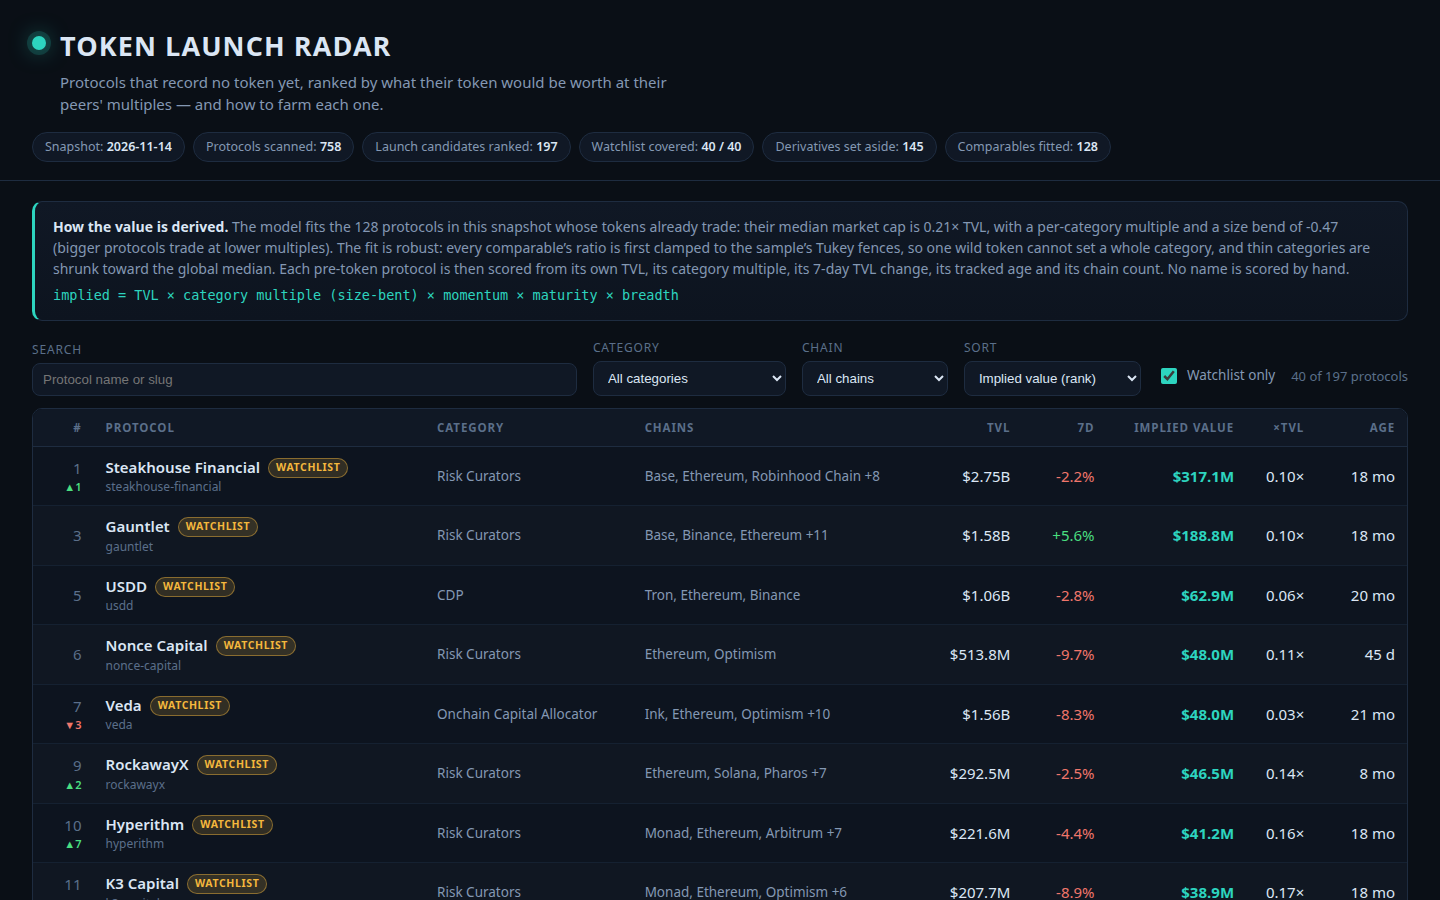 TOKEN LAUNCH RADAR
Protocols that record no token yet, ranked by what their token would be worth at their
peers' multiples — and how to farm each one.
Snapshot: 2026-11-14 Protocols scanned: 758 Launch candidates ranked: 197 Watchlist covered: 40 / 40 Derivatives set aside: 145 Comparables fitted: 128
How the value is derived. The model fits the 128 protocols in this snapshot whose tokens already trade: their median market cap is 0.21× TVL, with a per-category multiple and a size bend of -0.47
(bigger protocols trade at lower multiples). The fit is robust: every comparable’s ratio is first clamped to the sample’s Tukey fences, so one wild token cannot set a whole category, and thin categories are
shrunk toward the global median. Each pre-token protocol is then scored from its own TVL, its category multiple, its 7-day TVL change, its tracked age and its chain count. No name is scored by hand.
implied = TVL × category multiple (size-bent) × momentum × maturity × breadth
SEARCH CATEGORY CHAIN SORT
Protocol name or slug All categories All chains Implied value (rank) Watchlist only 40 of 197 protocols
# PROTOCOL CATEGORY CHAINS TVL 7D IMPLIED VALUE ×TVL AGE
1 Steakhouse Financial WATCHLIST Risk Curators Base, Ethereum, Robinhood Chain +8 $2.75B -2.2% $317.1M 0.10× 18 mo
▲1 steakhouse-financial
3 Gauntlet WATCHLIST Risk Curators Base, Binance, Ethereum +11 $1.58B +5.6% $188.8M 0.10× 18 mo
gauntlet
5 USDD WATCHLIST CDP Tron, Ethereum, Binance $1.06B -2.8% $62.9M 0.06× 20 mo
usdd
6 Nonce Capital WATCHLIST Risk Curators Ethereum, Optimism $513.8M -9.7% $48.0M 0.11× 45 d
nonce-capital
7 Veda WATCHLIST Onchain Capital Allocator Ink, Ethereum, Optimism +10 $1.56B -8.3% $48.0M 0.03× 21 mo
▼3 veda
9 RockawayX WATCHLIST Risk Curators Ethereum, Solana, Pharos +7 $292.5M -2.5% $46.5M 0.14× 8 mo
▲2 rockawayx
10 Hyperithm WATCHLIST Risk Curators Monad, Ethereum, Arbitrum +7 $221.6M -4.4% $41.2M 0.16× 18 mo
▲7 hyperithm
11 K3 Capital WATCHLIST Risk Curators Monad, Ethereum, Optimism +6 $207.7M -8.9% $38.9M 0.17× 18 mo